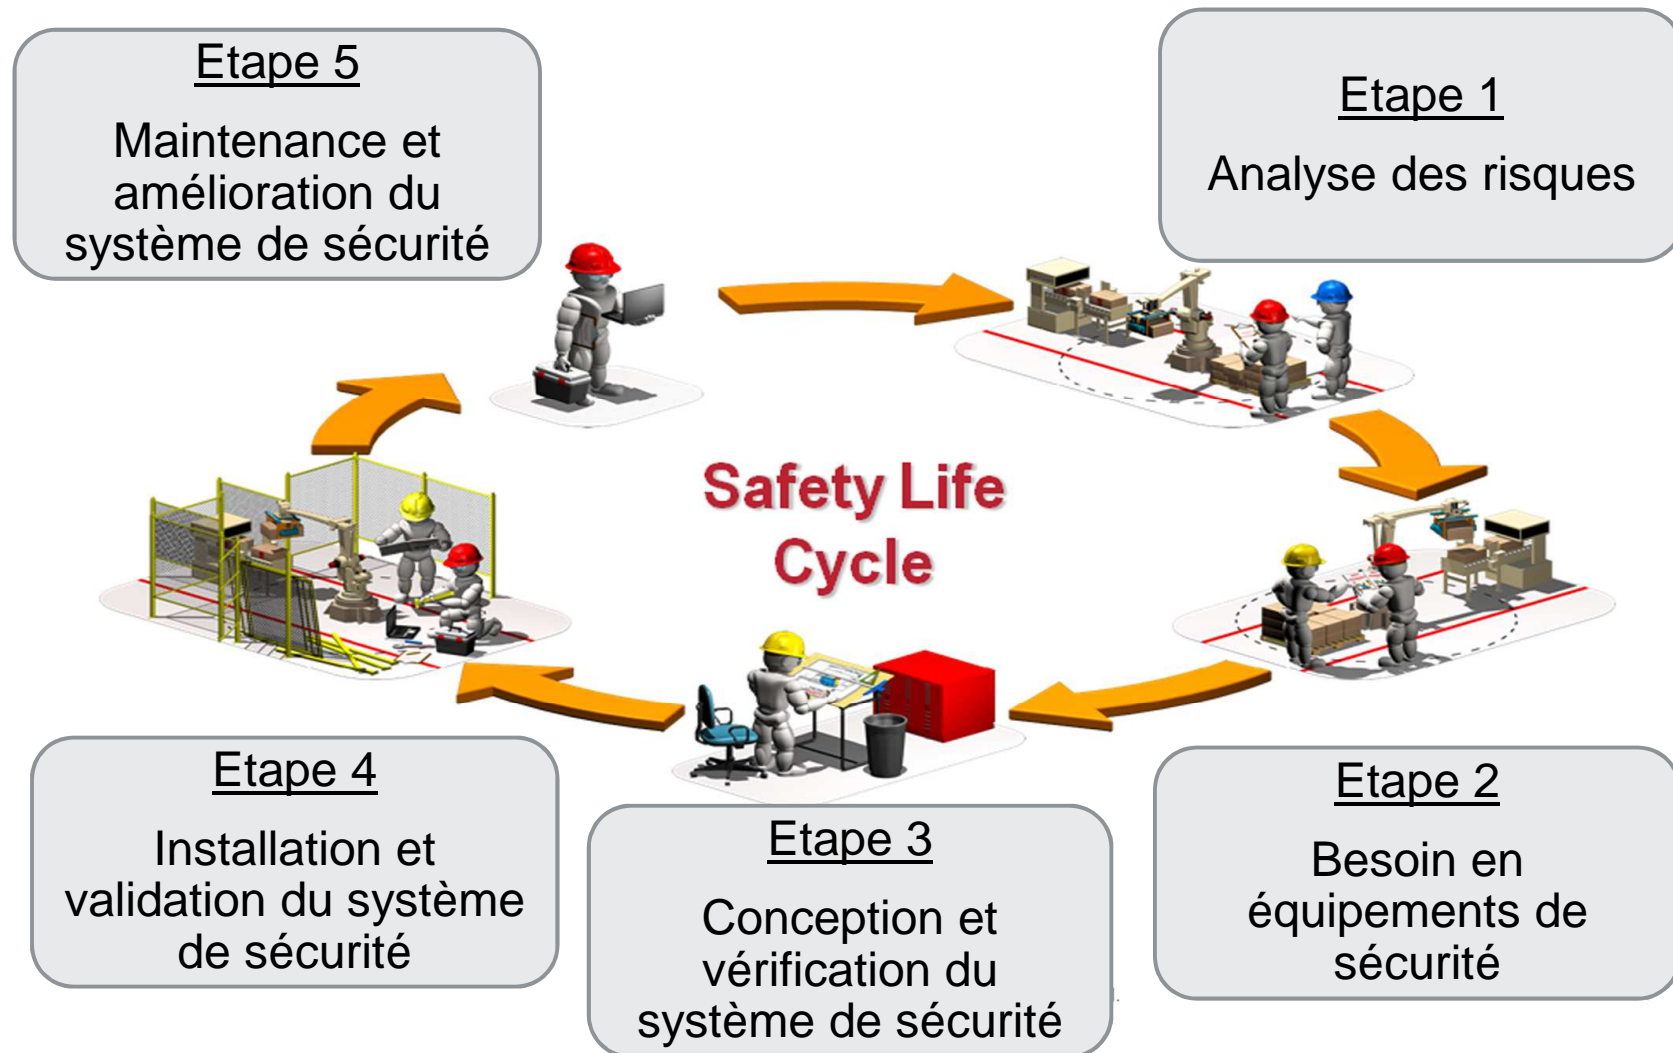 Etape 5
Maintenance et
amélioration du
système de sécurité
Etape 1
Analyse des risques
Safety Life
Cycle
Etape 4
Installation et
validation du système
de sécurité
Etape 3
Conception et
vérification du
système de sécurité
Etape 2
Besoin en
équipements de
sécurité